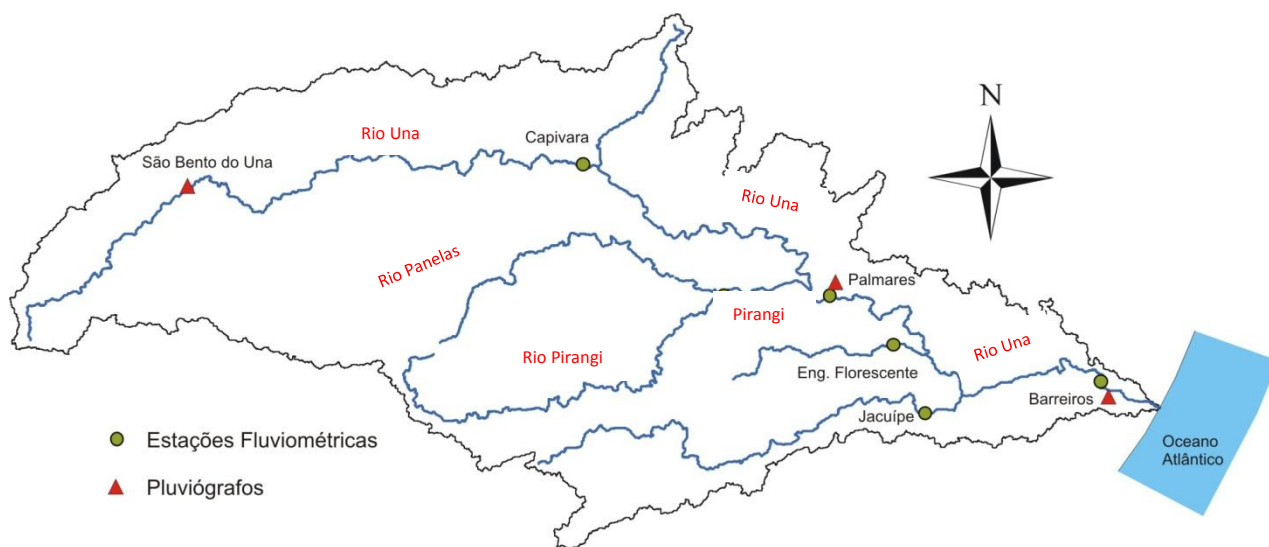 N
Rio Una
Capivara
São Bento do Una
Rio Una
Rio Panelas
Palmares
Pirangi
Rio Pirangi
Rio Una
Eng. Florescente
Barreiros
Jacuípe
Estações Fluviométricas
Oceano
Atlântico
Pluviógrafos